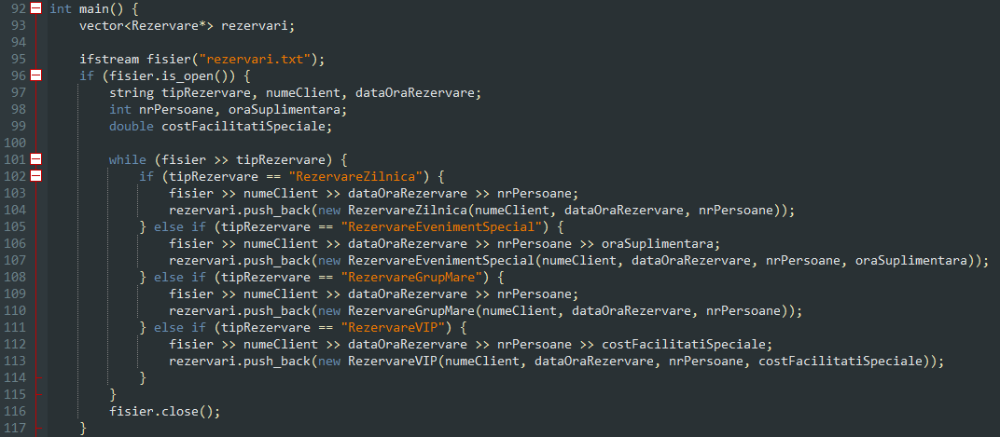 92 int main() {
93     vector<Rezervare*> rezervari;
94
95     ifstream fisier("rezervari.txt");
96     if (fisier.is_open()) {
97         string tipRezervare, numeClient, dataOraRezervare;
98         int nrPersoane, oraSuplimentara;
99         double costFacilitatiSpeciale;
100
101         while (fisier >> tipRezervare) {
102             if (tipRezervare == "RezervareZilnica") {
103                 fisier >> numeClient >> dataOraRezervare >> nrPersoane;
104                 rezervari.push_back(new RezervareZilnica(numeClient, dataOraRezervare, nrPersoane));
105             } else if (tipRezervare == "RezervareEvenimentSpecial") {
106                 fisier >> numeClient >> dataOraRezervare >> nrPersoane >> oraSuplimentara;
107                 rezervari.push_back(new RezervareEvenimentSpecial(numeClient, dataOraRezervare, nrPersoane, oraSuplimentara));
108             } else if (tipRezervare == "RezervareGrupMare") {
109                 fisier >> numeClient >> dataOraRezervare >> nrPersoane;
110                 rezervari.push_back(new RezervareGrupMare(numeClient, dataOraRezervare, nrPersoane));
111             } else if (tipRezervare == "RezervareVIP") {
112                 fisier >> numeClient >> dataOraRezervare >> nrPersoane >> costFacilitatiSpeciale;
113                 rezervari.push_back(new RezervareVIP(numeClient, dataOraRezervare, nrPersoane, costFacilitatiSpeciale));
114             }
115         }
116         fisier.close();
117     }